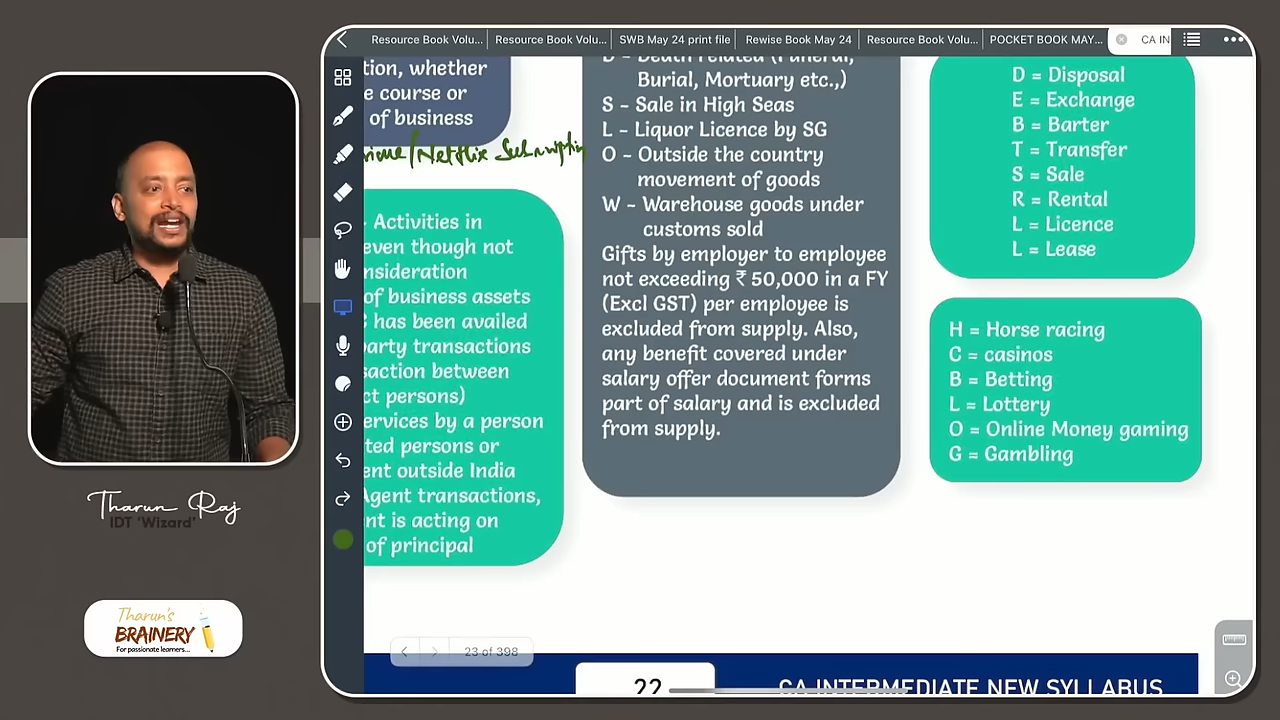 Resource Book Volu...
Resource Book Volu...
SWB May 24 print file
Rewise Book May 24
Resource Book Volu...
POCKET BOOK MAY...
CA IN
tion, whether
e course or
of business
/Netflix Subscription
Activities in
even though not
nsideration
of business assets
has been availed
party transactions
saction between
ct persons)
ervices by a person
ted persons or
ent outside India
Agent transactions,
nt is acting on
of principal
D - Death related (Funeral,
Burial, Mortuary etc.,)
S - Sale in High Seas
L - Liquor Licence by SG
O - Outside the country
movement of goods
W - Warehouse goods under
customs sold
Gifts by employer to employee
not exceeding ₹ 50,000 in a FY
(Excl GST) per employee is
excluded from supply. Also,
any benefit covered under
salary offer document forms
part of salary and is excluded
from supply.
D = Disposal
E = Exchange
B = Barter
T = Transfer
S = Sale
R = Rental
L = Licence
L = Lease
H = Horse racing
C = casinos
B = Betting
L = Lottery
O = Online Money gaming
G = Gambling
Tharun Raj
IDT 'Wizard'
Tharun's
BRAINERY
For passionate learners...
23 of 398
22
CA INTERMEDIATE NEW SYLLABUS